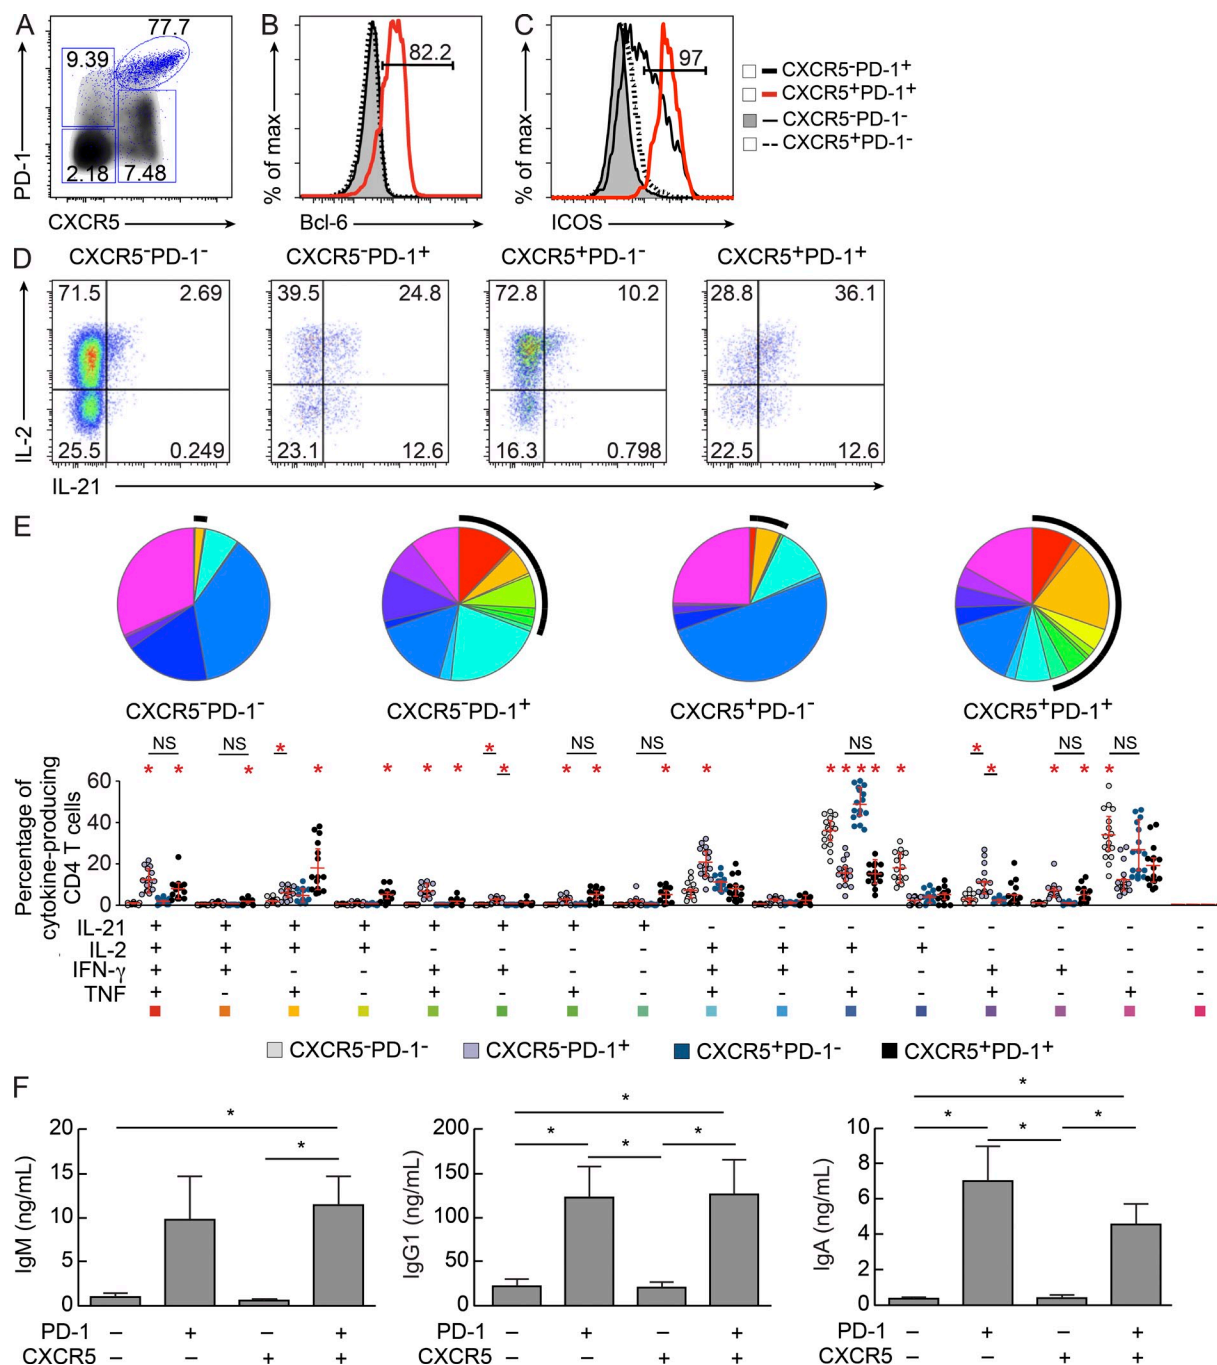 A
77.7
9.39
2.18
7.48
PD-1
CXCR5
B
82.2
% of max
Bcl-6
C
97
% of max
ICOS
CXCR5-PD-1+
CXCR5+PD-1+
CXCR5-PD-1-
CXCR5+PD-1-
D
CXCR5-PD-1-
CXCR5-PD-1+
CXCR5+PD-1-
CXCR5+PD-1+
71.5 2.69
39.5 24.8
72.8 10.2
28.8 36.1
25.5 0.249
23.1 12.6
16.3 0.798
22.5 12.6
IL-2
IL-21
E
CXCR5-PD-1-
CXCR5-PD-1+
CXCR5+PD-1-
CXCR5+PD-1+
NS NS * NS NS NS * NS NS
* * * * * * * * * * * * * * * * * * * * * *
Percentage of
cytokine-producing
CD4 T cells
60
40
20
0
IL-21 + + + + + + + + - - - - - - - -
IL-2 + + + + - - - - + + + + - - - -
IFN-γ + + - - + + - - + + - - + + - -
TNF + - + - + - + - + - + - + - + -
CXCR5-PD-1-
CXCR5-PD-1+
CXCR5+PD-1-
CXCR5+PD-1+
F
IgM (ng/mL)
20
15
10
5
0
*
*
IgG1 (ng/mL)
200
150
100
50
0
*
* *
*
IgA (ng/mL)
10
8
6
4
2
0
*
* *
*
PD-1 – + – +
CXCR5 – – + +
PD-1 – + – +
CXCR5 – – + +
PD-1 – + – +
CXCR5 – – + +